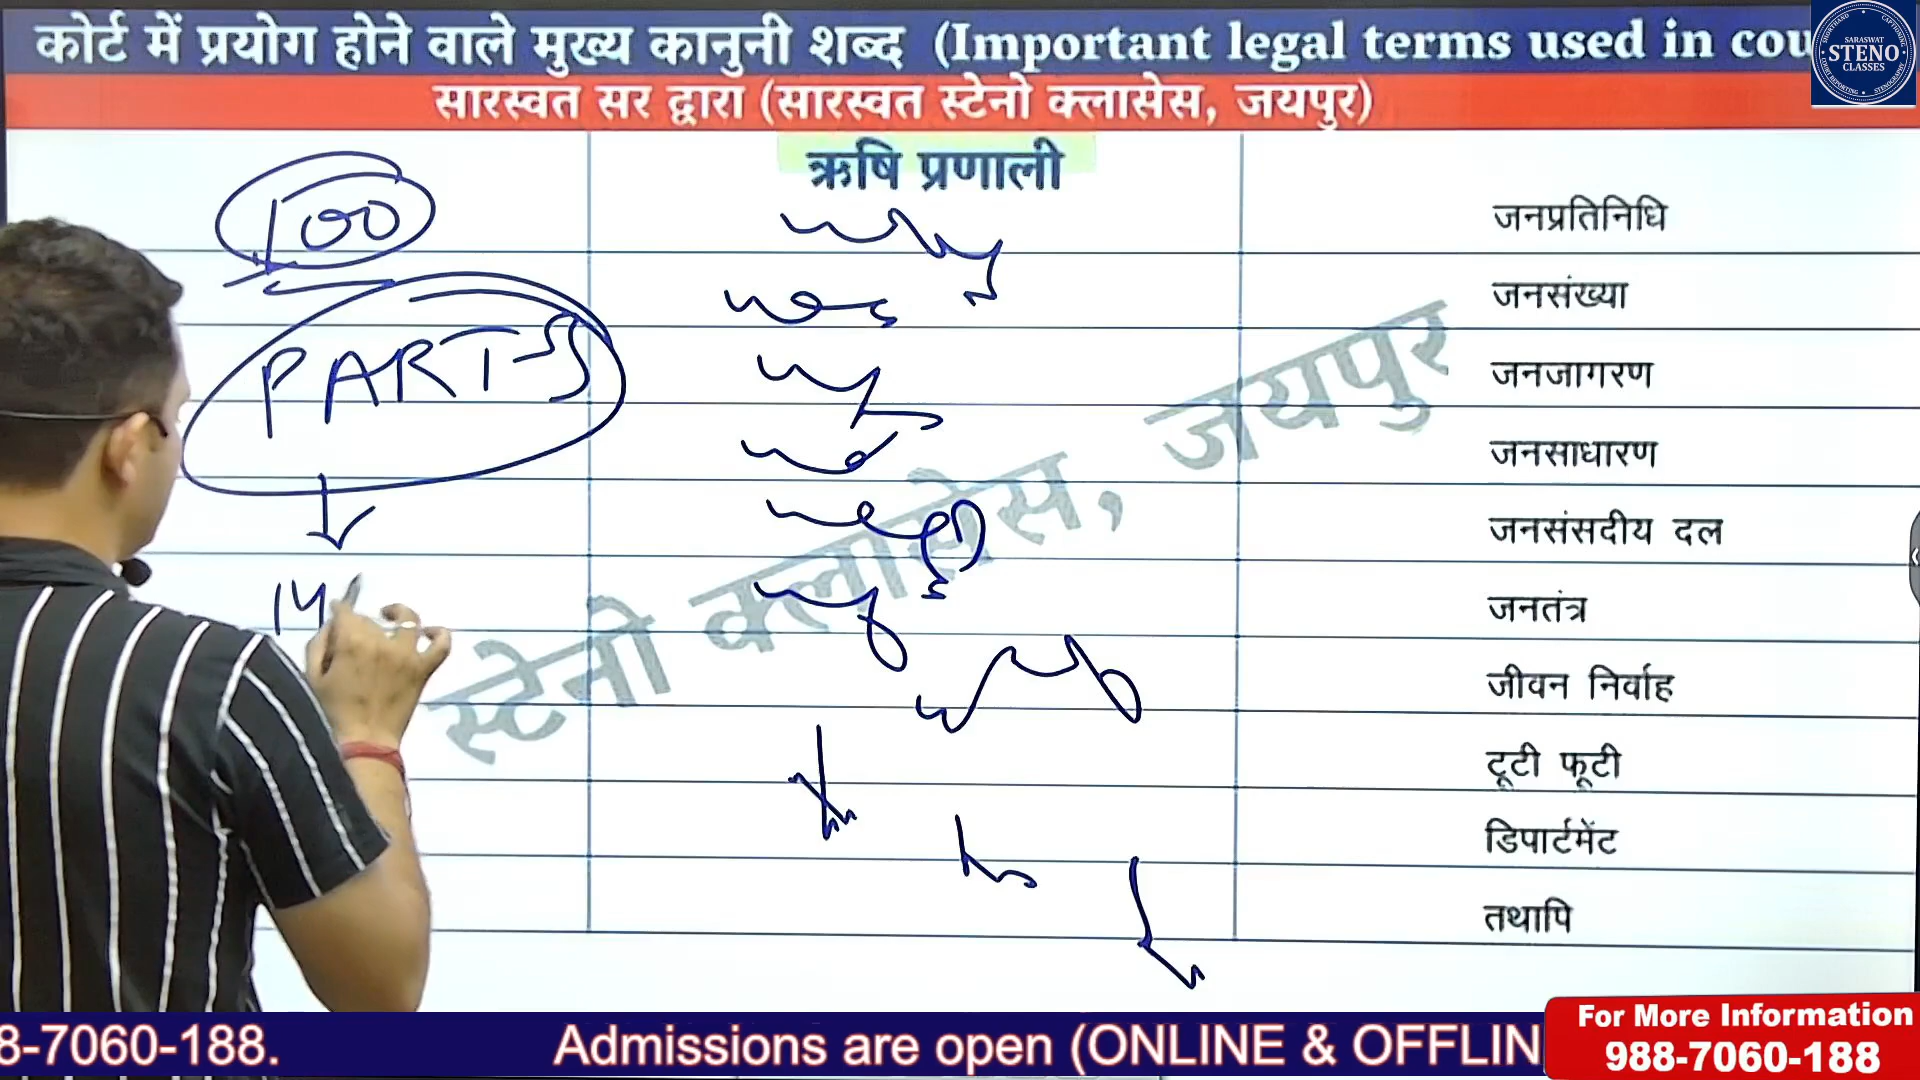 कोर्ट में प्रयोग होने वाले मुख्य कानुनी शब्द (Important legal terms used in cou
SARASWAT
STENO
CLASSES
सारस्वत सर द्वारा (सारस्वत स्टेनो क्लासेस, जयपुर)
ऋषि प्रणाली
100
जनप्रतिनिधि
जनसंख्या
PARTS
जनजागरण
जनसाधारण
जनसंसदीय दल
14
जनतंत्र
जीवन निर्वाह
टूटी फूटी
डिपार्टमेंट
तथापि
स्टेनो क्लासेस, जयपुर
8-7060-188.
Admissions are open (ONLINE & OFFLIN
For More Information
988-7060-188